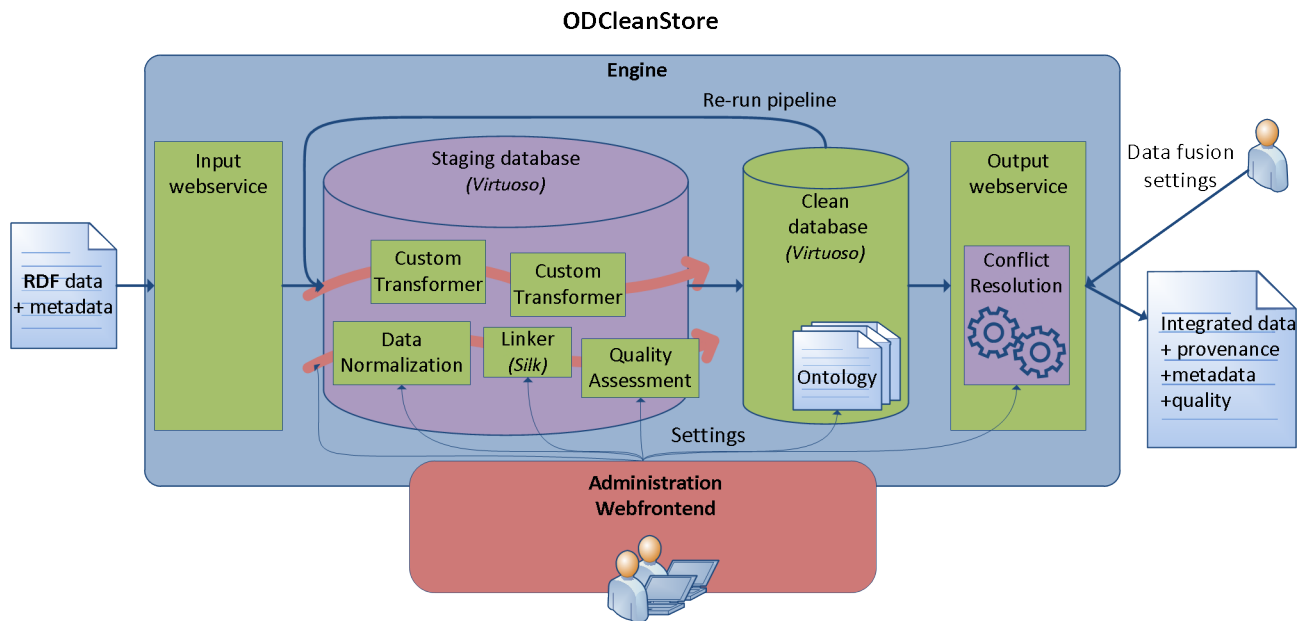 ODCleanStore
Engine
Re-run pipeline
Input
webservice
Staging database
(Virtuoso)
Clean
database
(Virtuoso)
Output
webservice
Data fusion
settings
RDF data
+ metadata
Custom
Transformer
Custom
Transformer
Conflict
Resolution
Data
Normalization
Linker
(Silk)
Quality
Assessment
Ontology
Integrated data
+ provenance
+metadata
+quality
Settings
Administration
Webfrontend